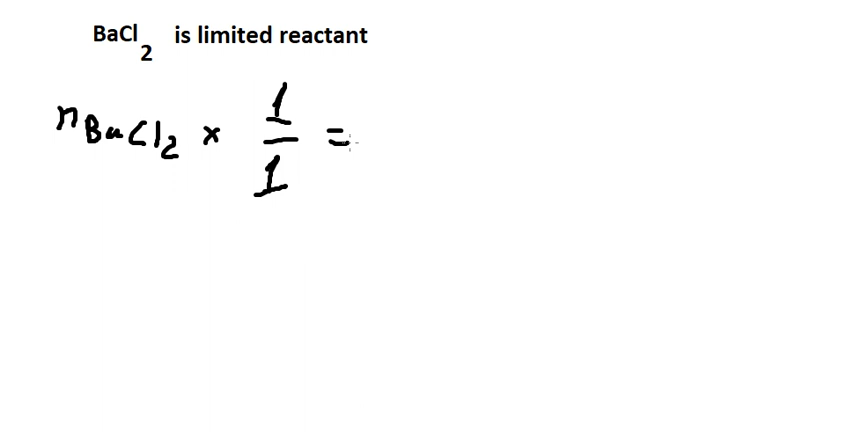 BaCl₂ is limited reactant
nBaCl₂ × 1/1 =